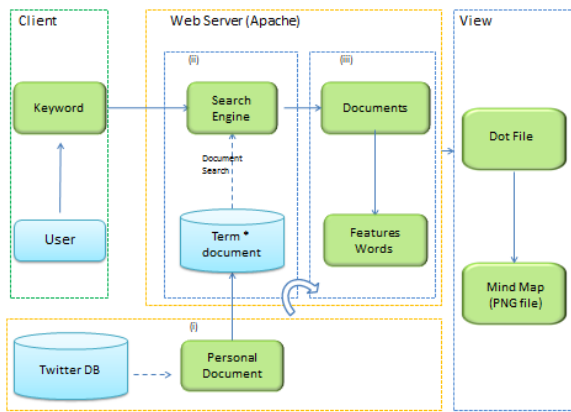 Client
Web Server (Apache)
View
(ii)
(iii)
Keyword
Search
Engine
Documents
Dot File
Document
Search
User
Term *
document
Features
Words
Mind Map
(PNG file)
(i)
Twitter DB
Personal
Document